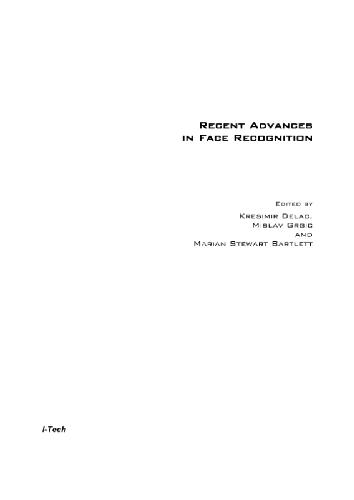 Recent Advances
in Face Recognition
Edited by
Kresimir Delac,
Mislav Grgic
and
Marian Stewart Bartlett
I-Tech